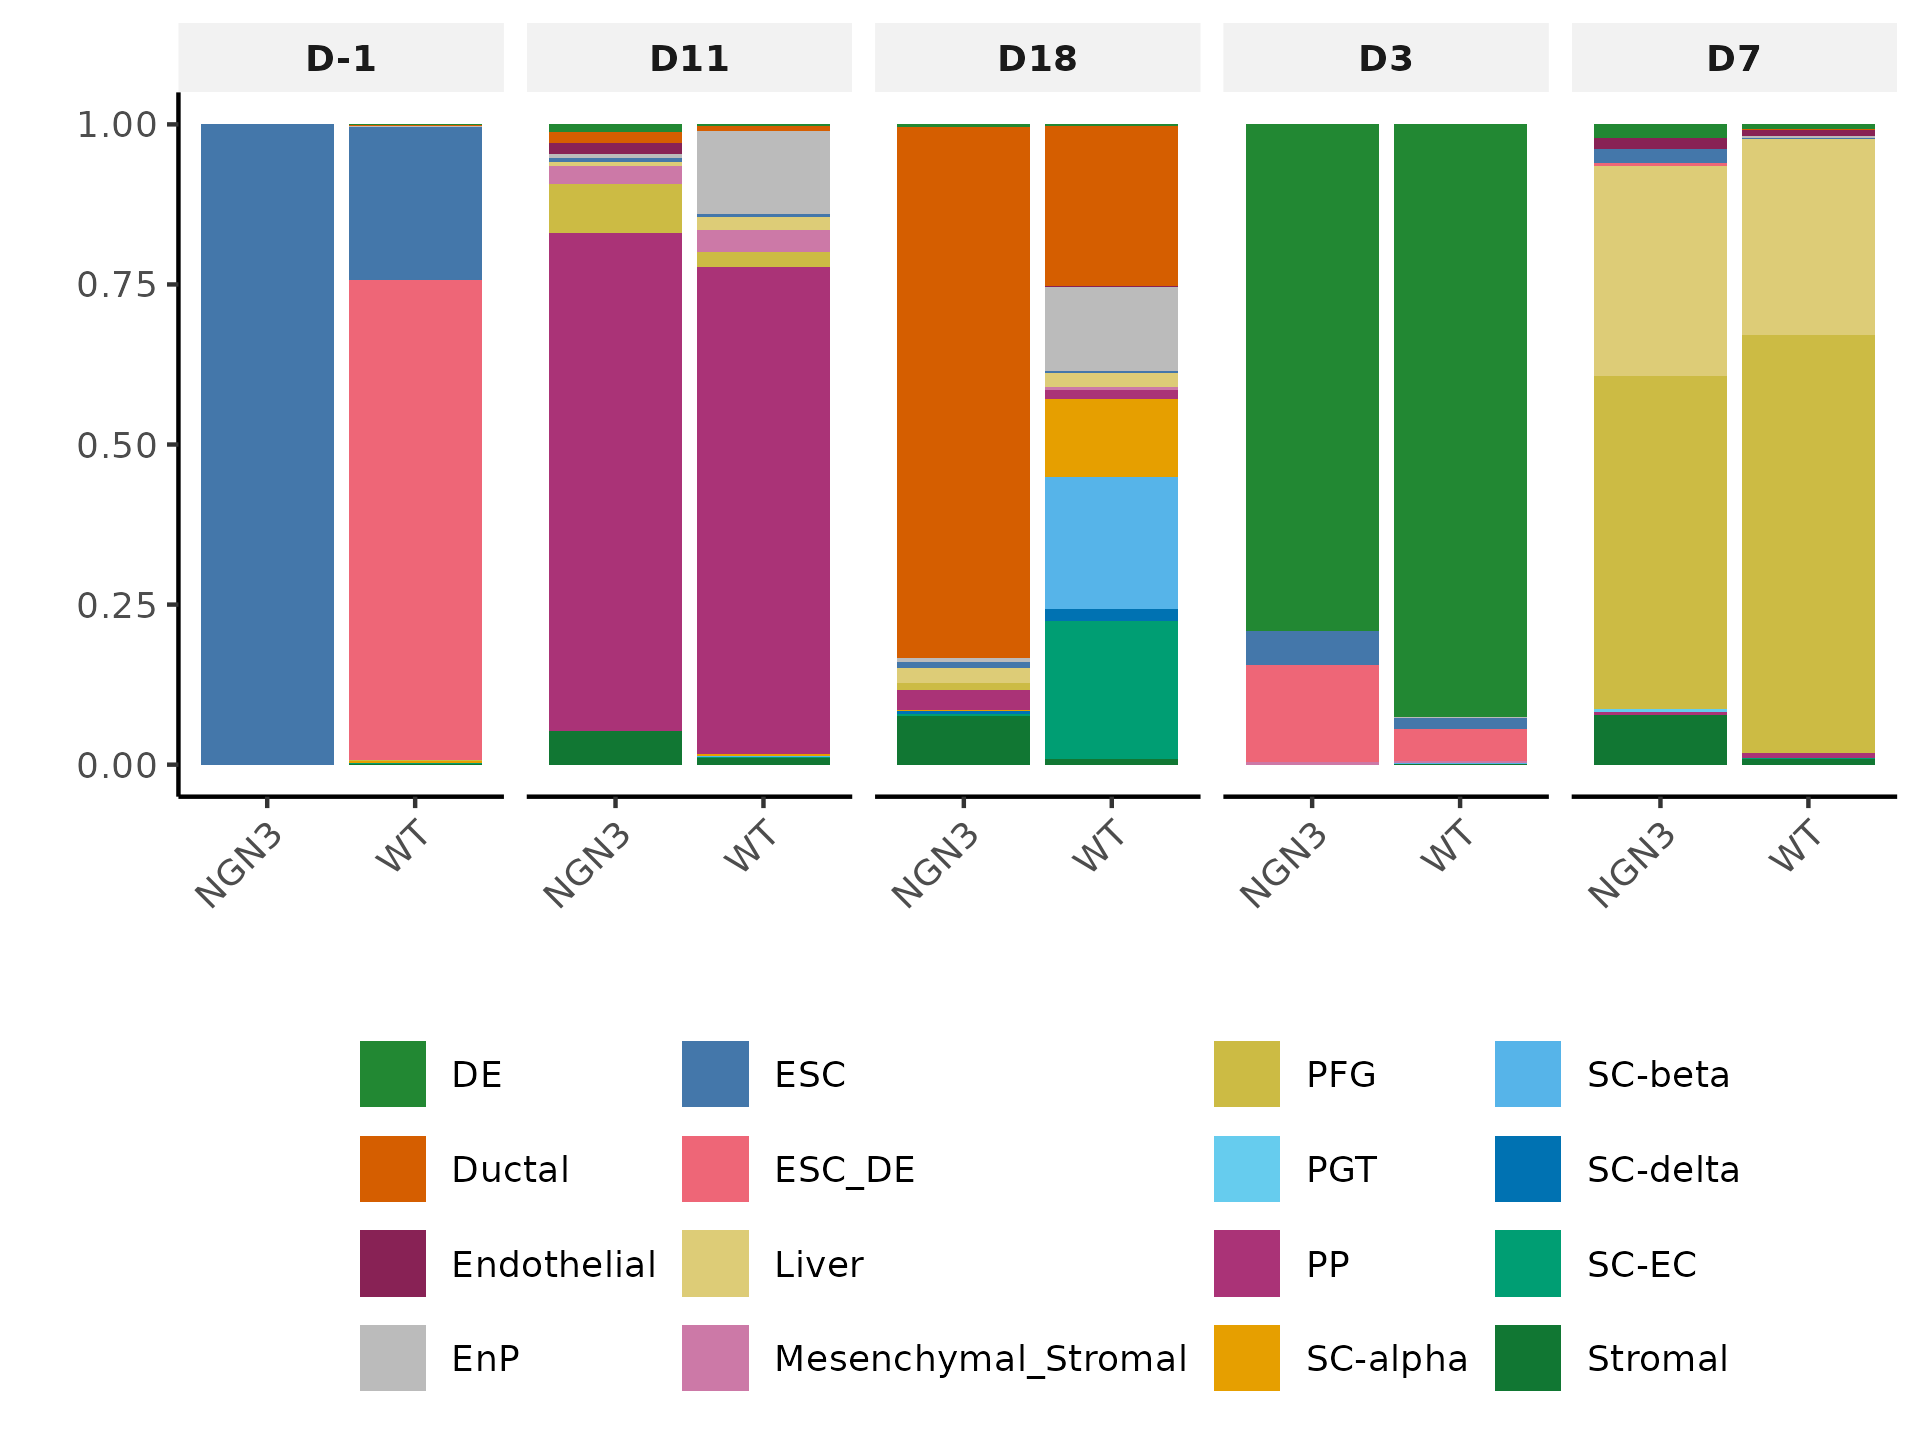 D-1 D11 D18 D3 D7
1.00
0.75
0.50
0.25
0.00
NGN3 WT NGN3 WT NGN3 WT NGN3 WT NGN3 WT
DE ESC PFG SC-beta
Ductal ESC_DE PGT SC-delta
Endothelial Liver PP SC-EC
EnP Mesenchymal_Stromal SC-alpha Stromal